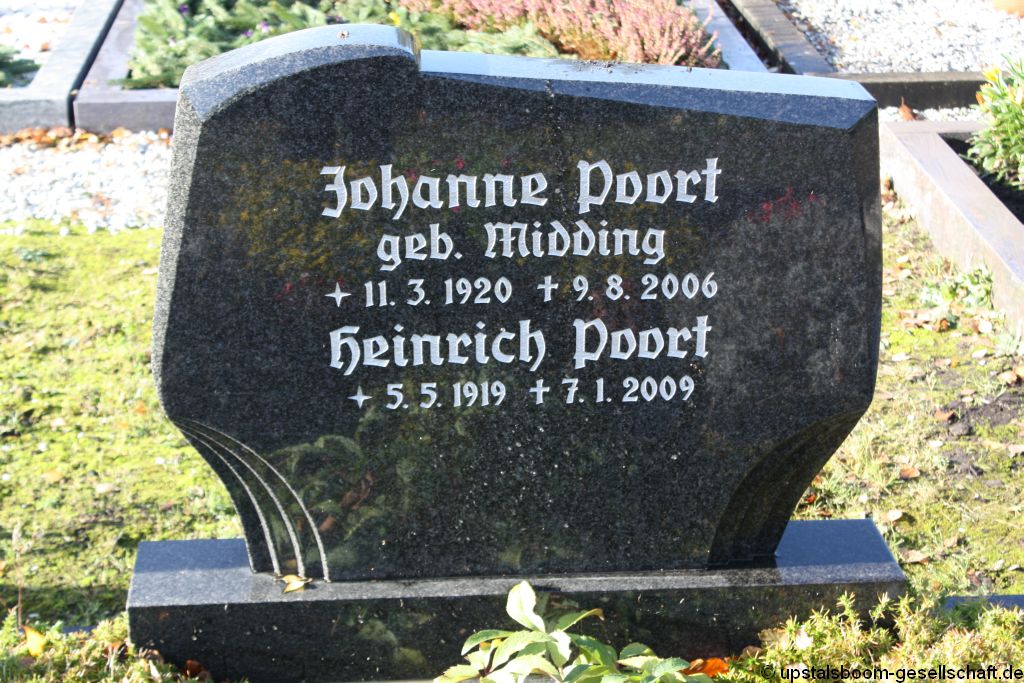 Johanne Poort
geb. Midding
✦ 11. 3. 1920 ✝ 9. 8. 2006
Heinrich Poort
✦ 5. 5. 1919 ✝ 7. 1. 2009
© upstalsboom-gesellschaft.de